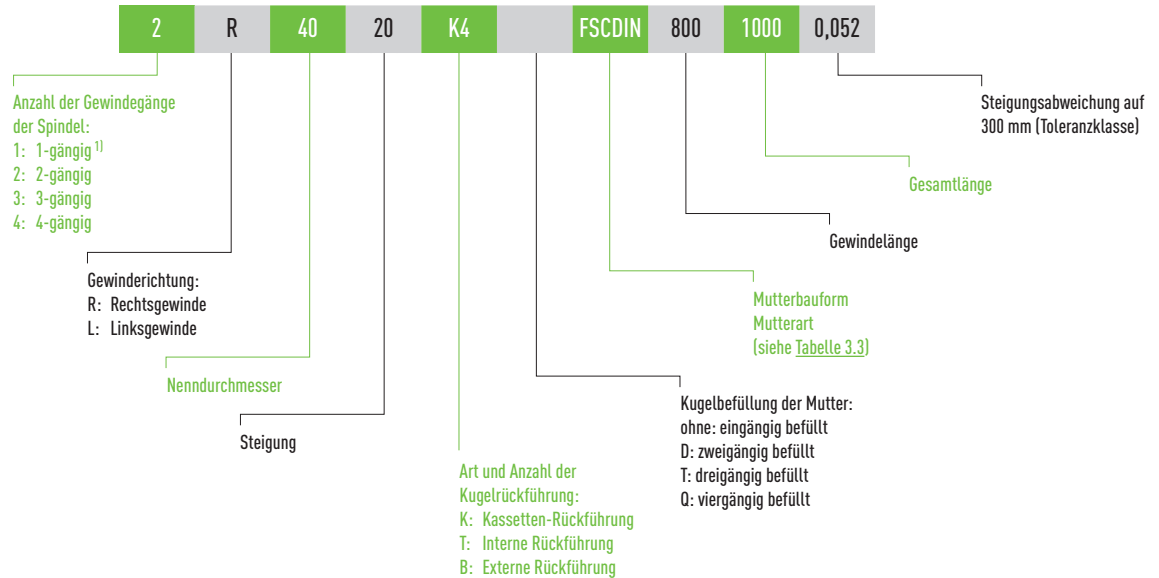 2 R 40 20 K4 FSCDIN 800 1000 0,052
Anzahl der Gewindegänge
der Spindel:
1: 1-gängig 1)
2: 2-gängig
3: 3-gängig
4: 4-gängig
Gewinderichtung:
R: Rechtsgewinde
L: Linksgewinde
Nenndurchmesser
Steigung
Art und Anzahl der
Kugelrückführung:
K: Kassetten-Rückführung
T: Interne Rückführung
B: Externe Rückführung
Kugelbefüllung der Mutter:
ohne: eingängig befüllt
D: zweigängig befüllt
T: dreigängig befüllt
Q: viergängig befüllt
Mutterbauform
Mutterart
(siehe Tabelle 3.3)
Gewindelänge
Gesamtlänge
Steigungsabweichung auf
300 mm (Toleranzklasse)